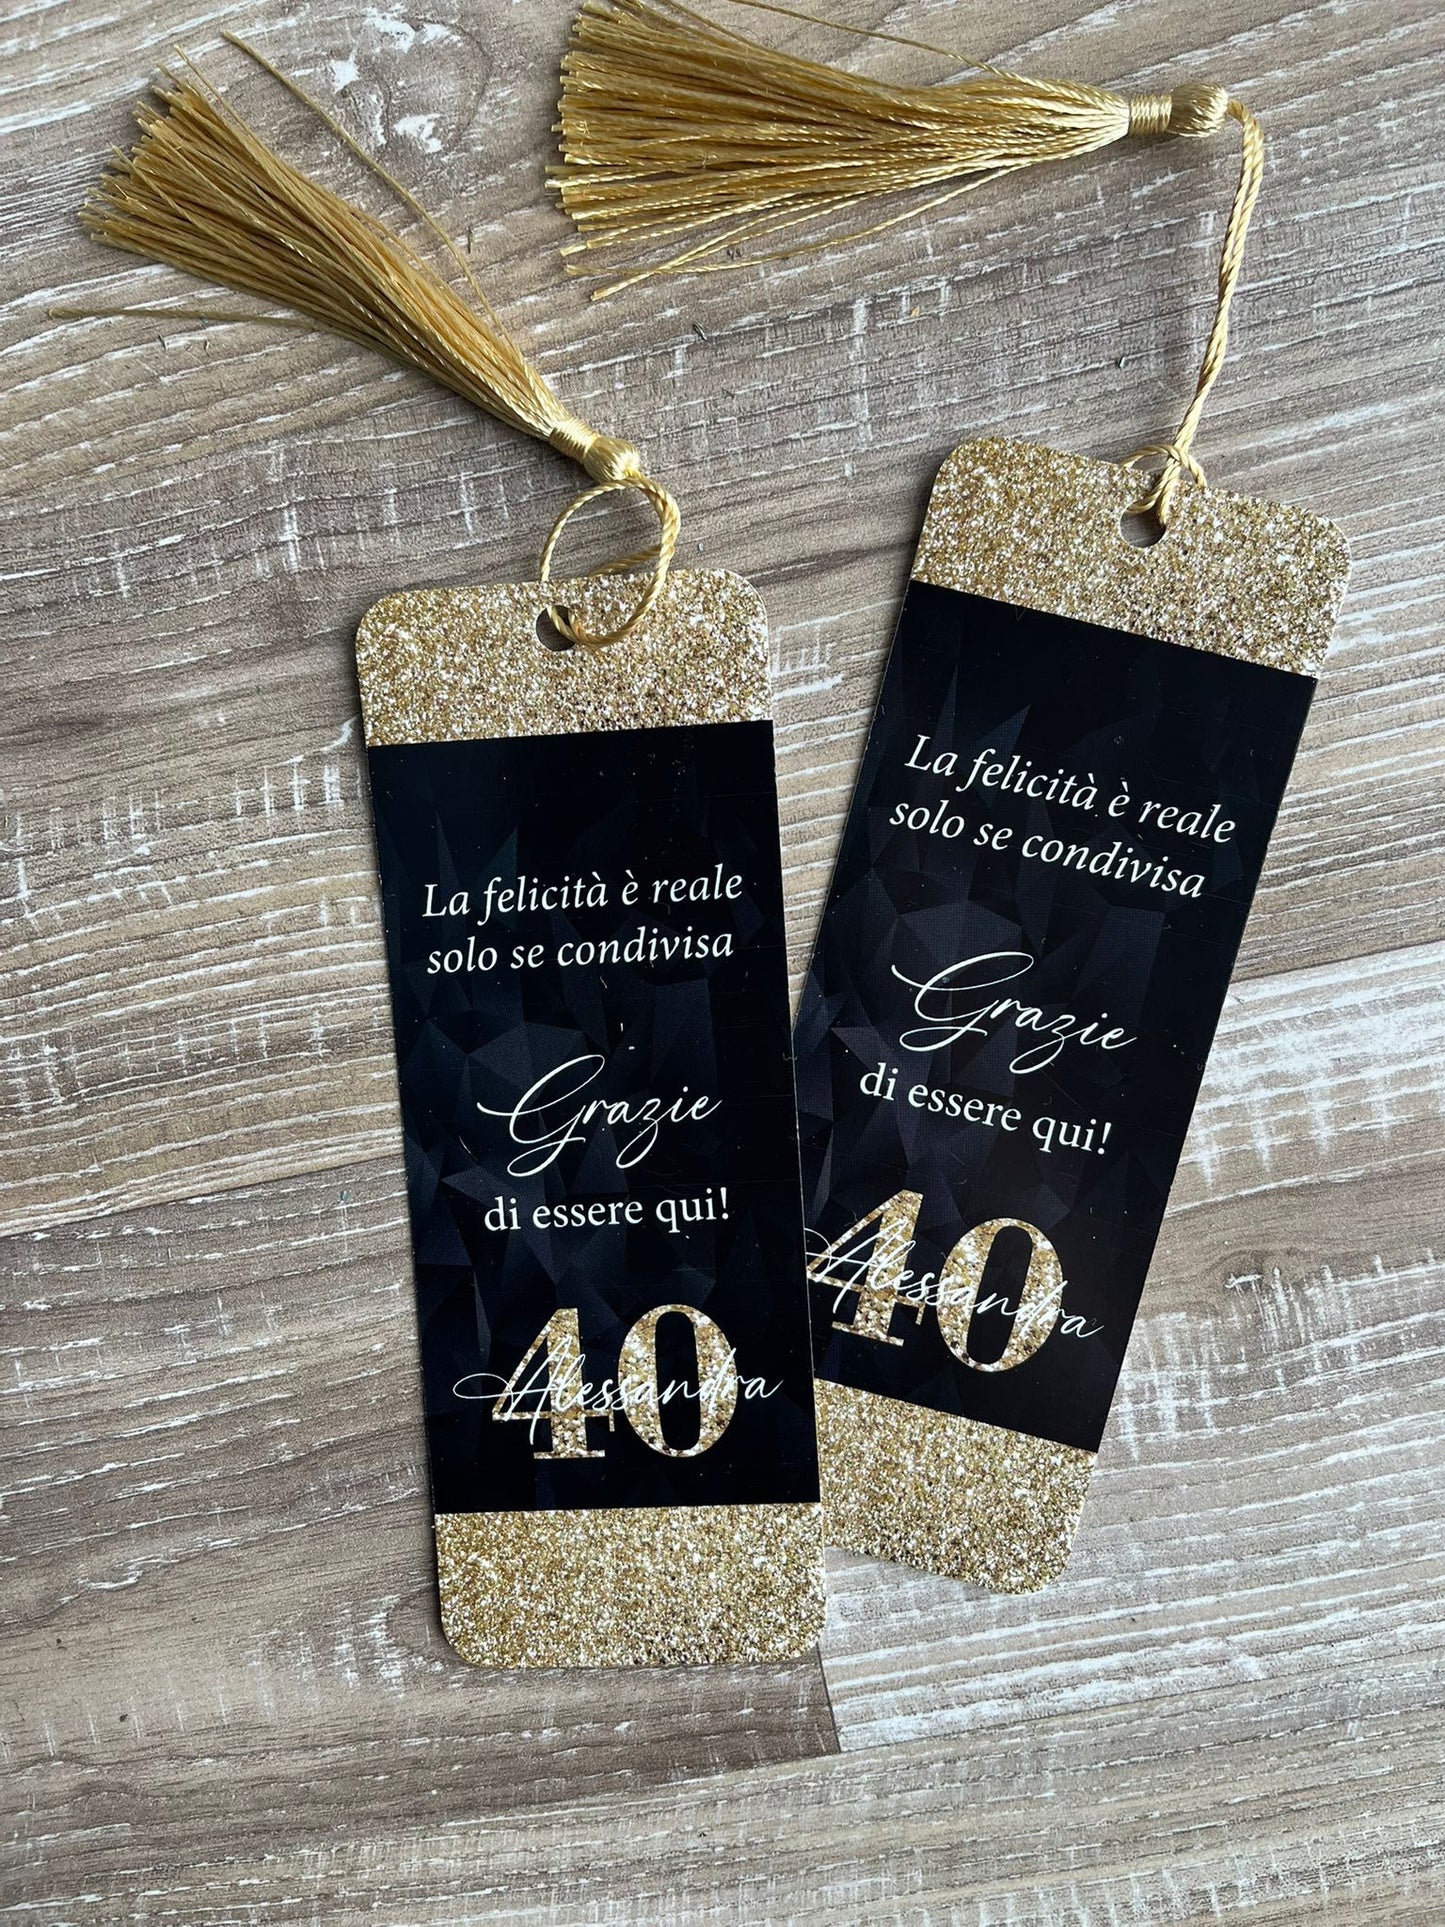 La felicità è reale
solo se condivisa
Grazie
di essere qui!
40
Alessandra
La felicità è reale
solo se condivisa
Grazie
di essere qui!
40
Alessandra